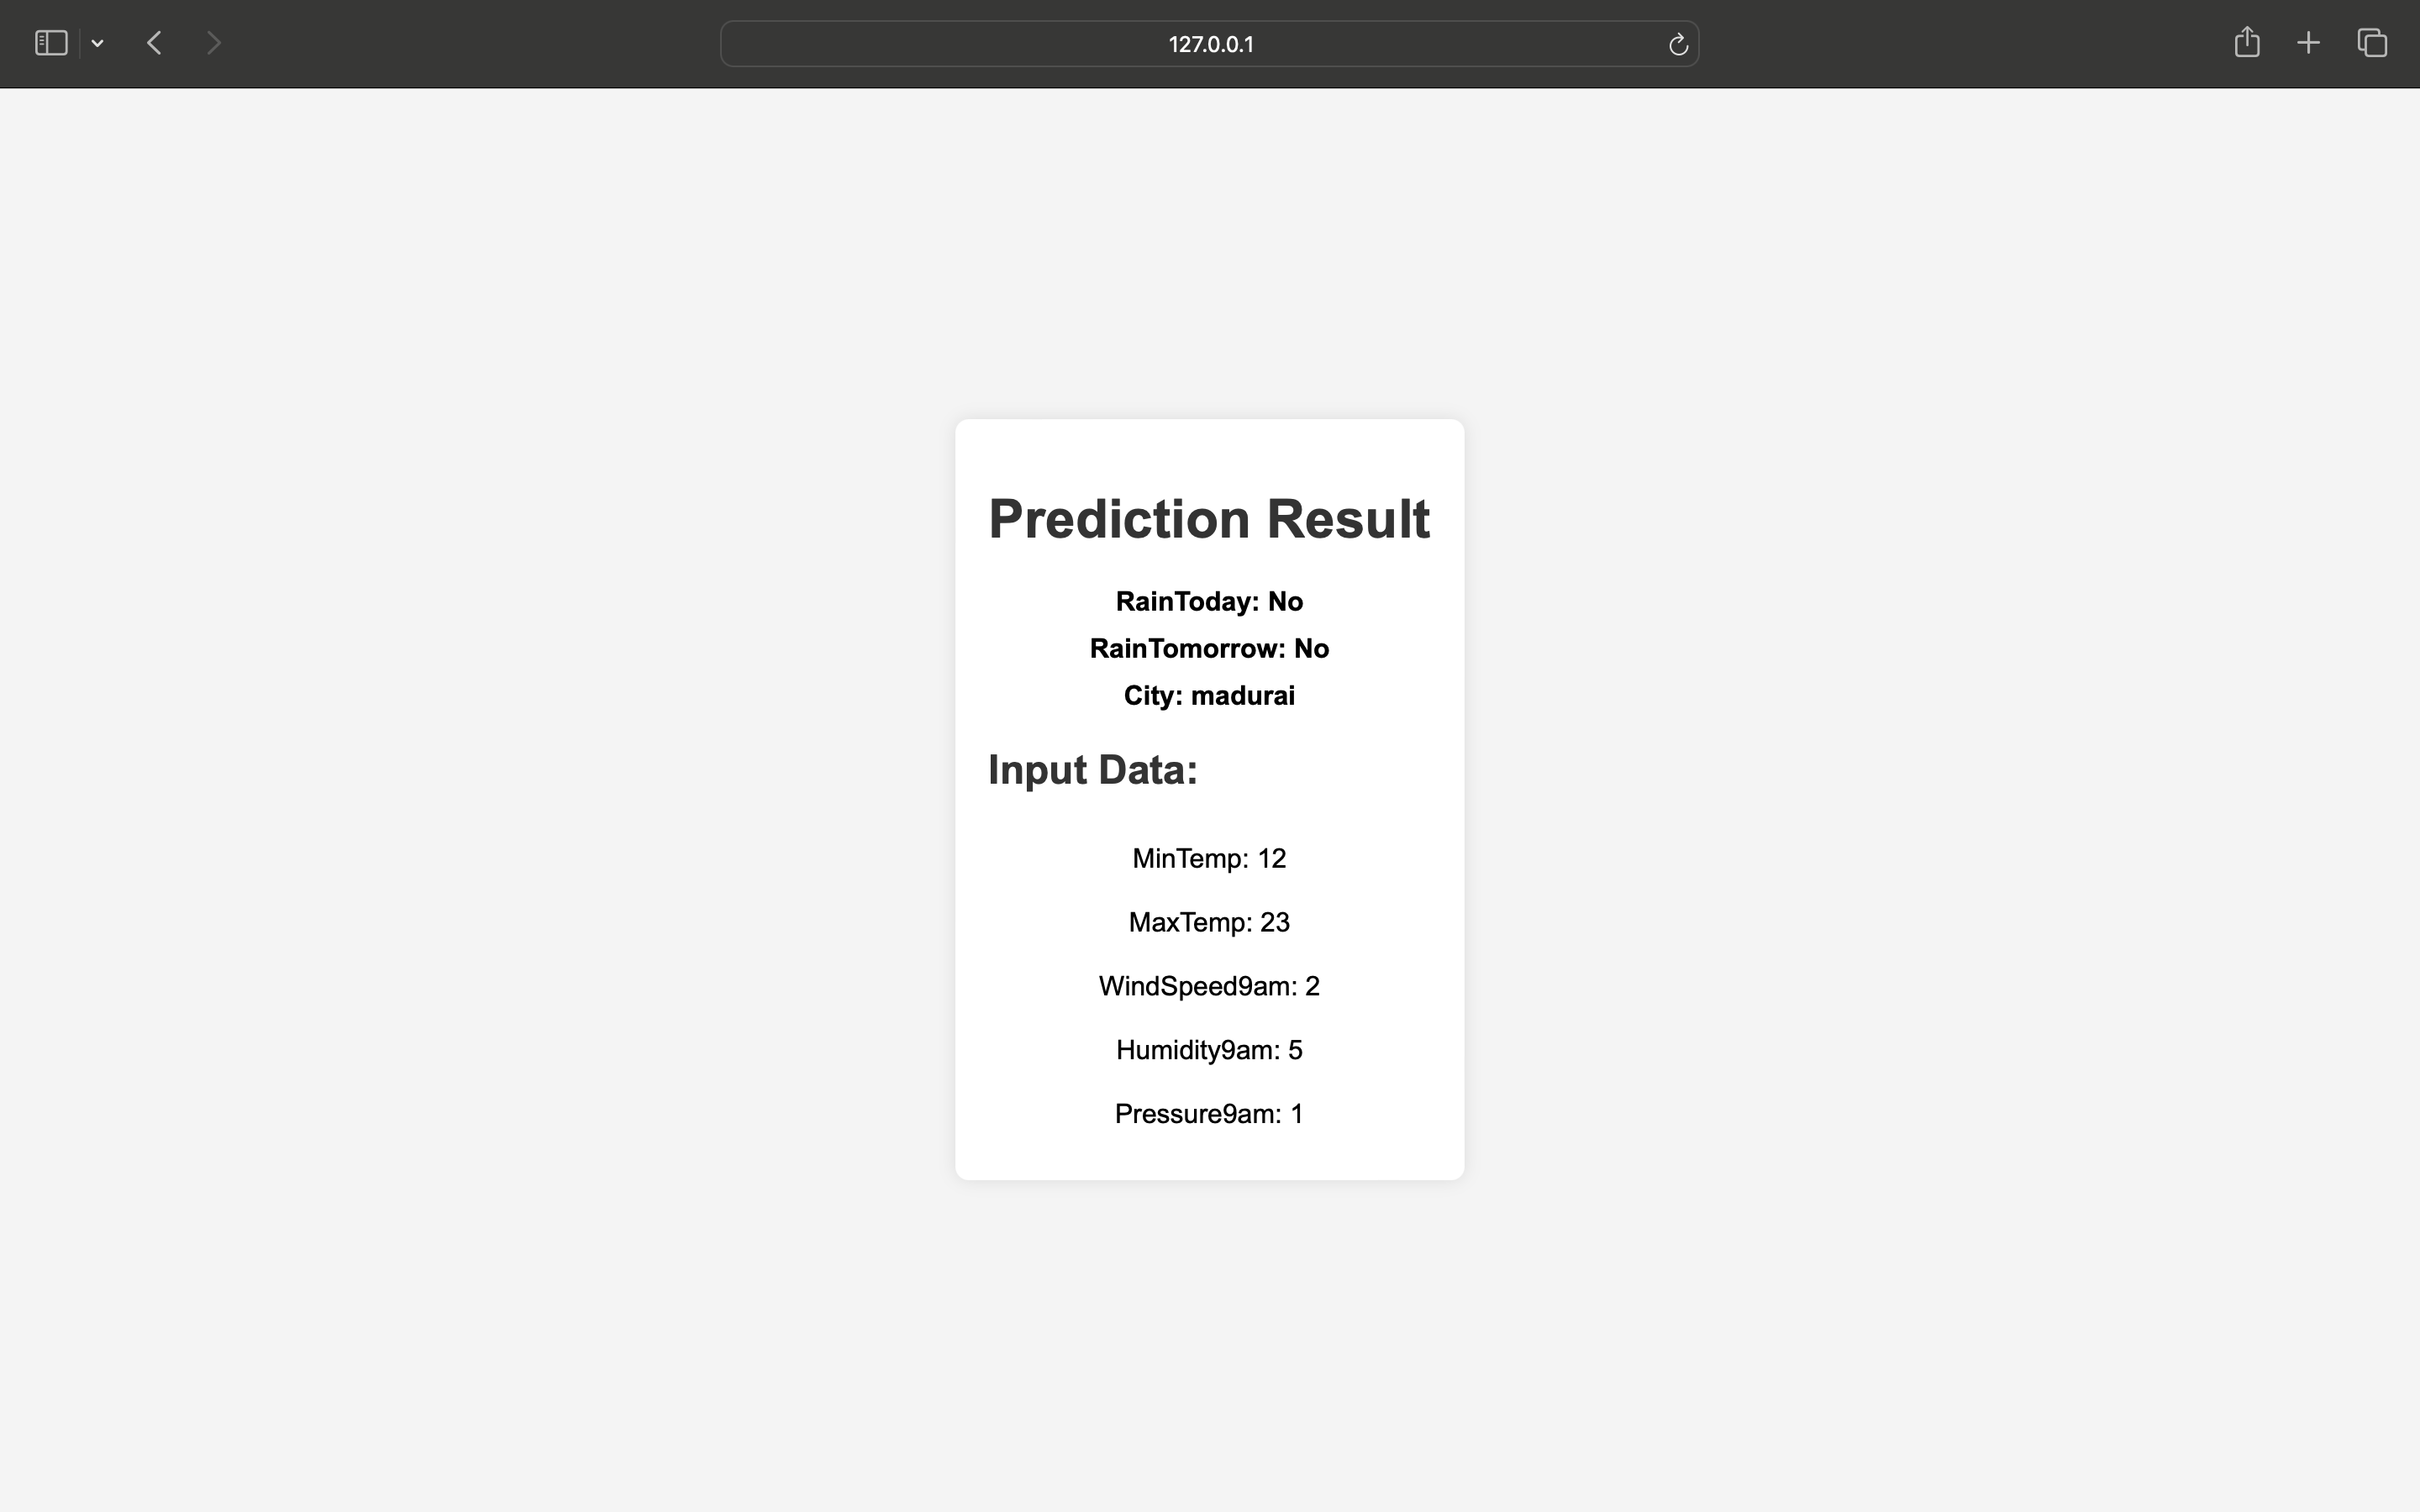 127.0.0.1
Prediction Result
RainToday: No
RainTomorrow: No
City: madurai
Input Data:
MinTemp: 12
MaxTemp: 23
WindSpeed9am: 2
Humidity9am: 5
Pressure9am: 1